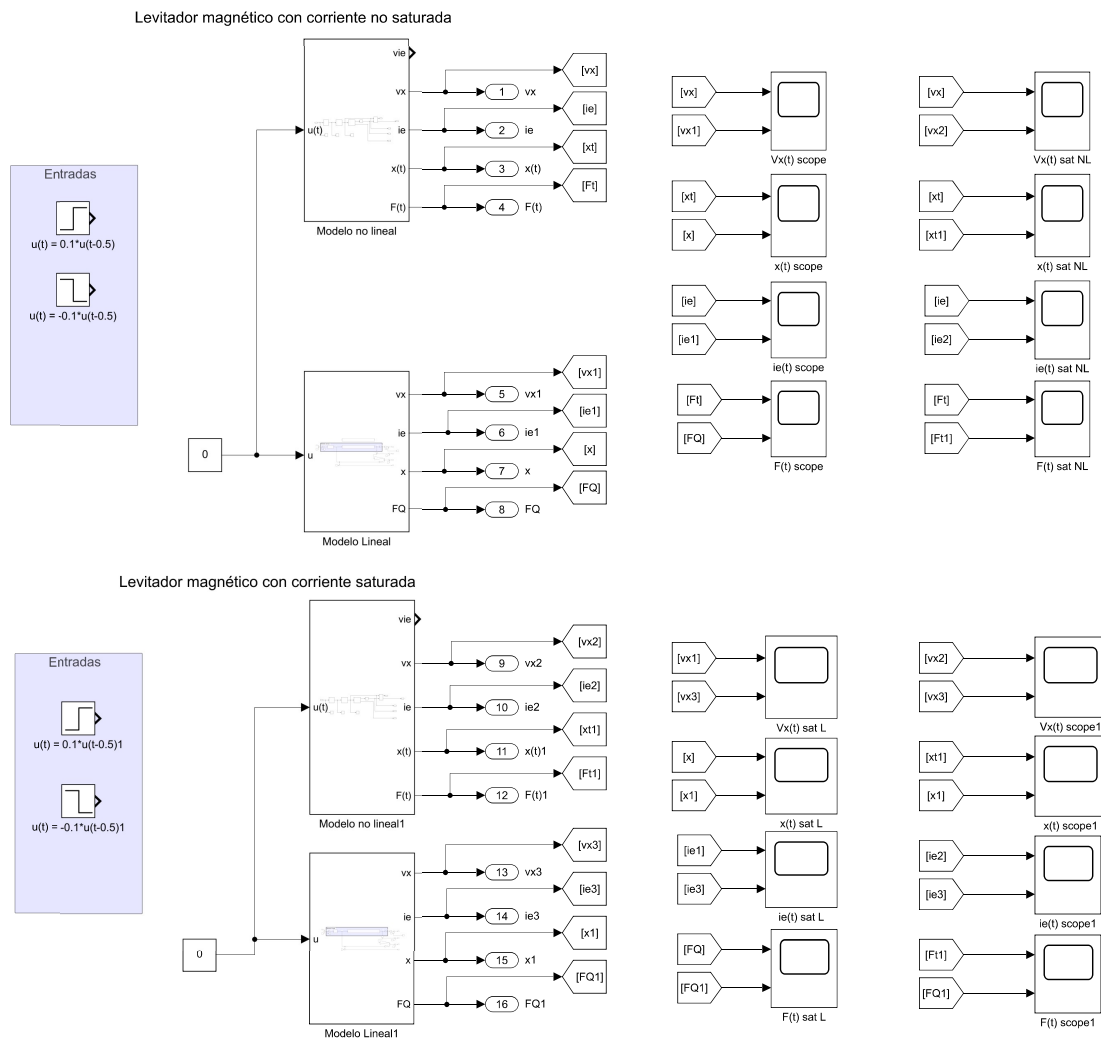 Levitador magnético con corriente no saturada
Entradas
u(t) = 0.1*u(t-0.5)
u(t) = -0.1*u(t-0.5)
0
u(t)
vie
vx
ie
x(t)
F(t)
Modelo no lineal
1 vx
2 ie
3 x(t)
4 F(t)
[vx]
[ie]
[xt]
[Ft]
u
vx
ie
x
FQ
Modelo Lineal
5 vx1
6 ie1
7 x
8 FQ
[vx1]
[ie1]
[x]
[FQ]
[vx]
[vx1]
Vx(t) scope
[xt]
[x]
x(t) scope
[ie]
[ie1]
ie(t) scope
[Ft]
[FQ]
F(t) scope
[vx]
[vx2]
Vx(t) sat NL
[xt]
[xt1]
x(t) sat NL
[ie]
[ie2]
ie(t) sat NL
[Ft]
[Ft1]
F(t) sat NL
Levitador magnético con corriente saturada
Entradas
u(t) = 0.1*u(t-0.5)1
u(t) = -0.1*u(t-0.5)1
0
u(t)
vie
vx
ie
x(t)
F(t)
Modelo no lineal1
9 vx2
10 ie2
11 x(t)1
12 F(t)1
[vx2]
[ie2]
[xt1]
[Ft1]
u
vx
ie
x
FQ
Modelo Lineal1
13 vx3
14 ie3
15 x1
16 FQ1
[vx3]
[ie3]
[x1]
[FQ1]
[vx1]
[vx3]
Vx(t) sat L
[x]
[x1]
x(t) sat L
[ie1]
[ie3]
ie(t) sat L
[FQ]
[FQ1]
F(t) sat L
[vx2]
[vx3]
Vx(t) scope1
[xt1]
[x1]
x(t) scope1
[ie2]
[ie3]
ie(t) scope1
[Ft1]
[FQ1]
F(t) scope1